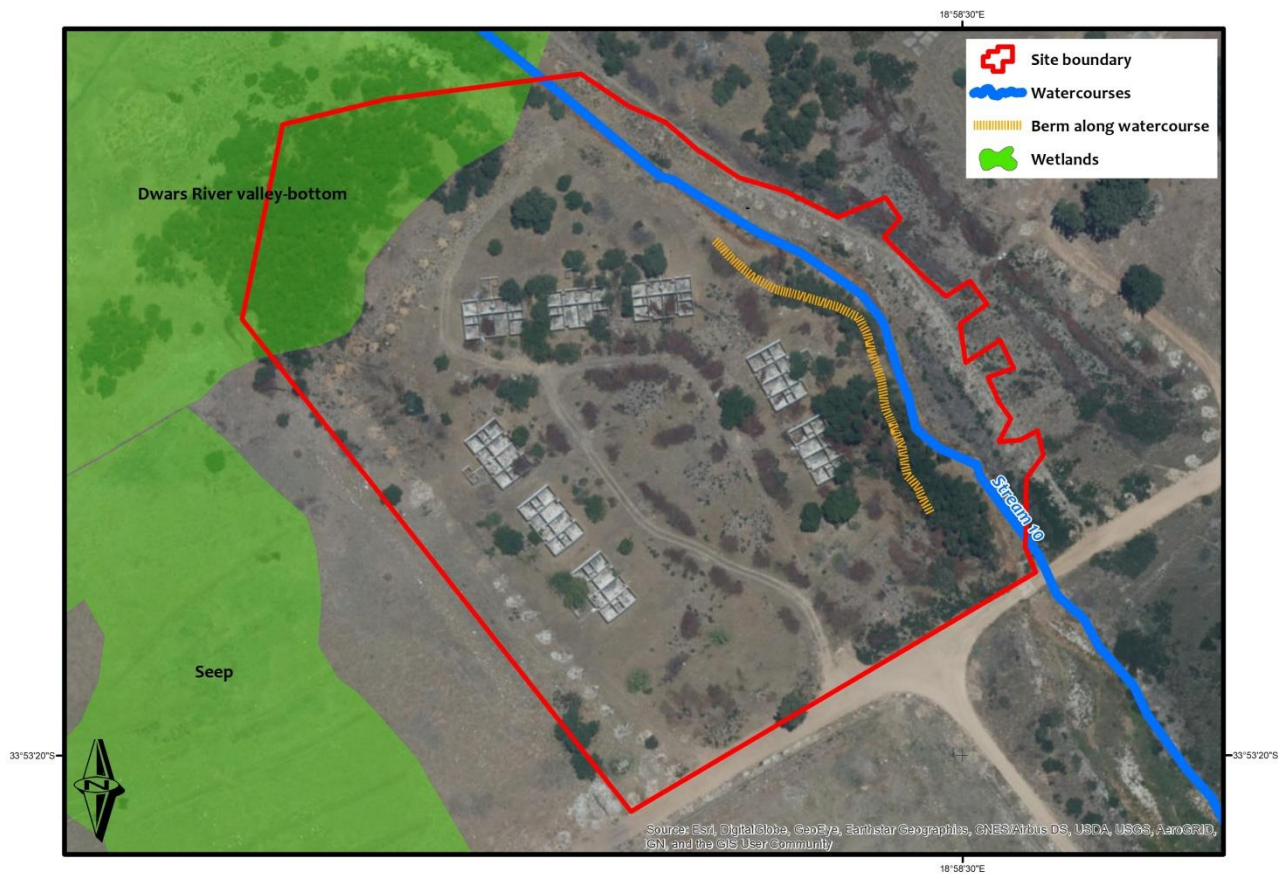 18°58'30"E
Site boundary
Watercourses
Berm along watercourse
Wetlands
Dwars River valley-bottom
Stream 10
Seep
33°53'20"S
33°53'20"S
N
Source: Esri, DigitalGlobe, GeoEye, Earthstar Geographics, CNES/Airbus DS, USDA, USGS, AeroGRID,
IGN, and the GIS User Community
18°58'30"E